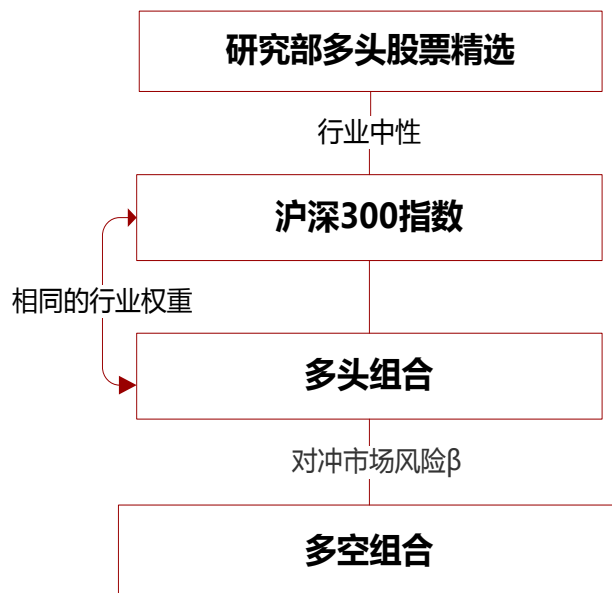 研究部多头股票精选
行业中性
沪深300指数
相同的行业权重
多头组合
对冲市场风险β
多空组合